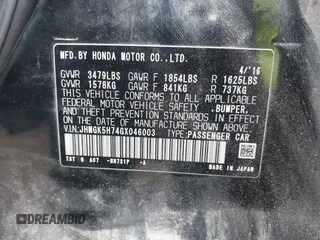 MFD.BY HONDA MOTOR CO.,LTD.
4/'16
GVWR 3479LBS GAWR F 1854LBS R 1625LBS
GVWR 1578KG GAWR F 841KG R 737KG
THIS VEHICLE CONFORMS TO ALL APPLICABLE
FEDERAL MOTOR VEHICLE SAFETY, BUMPER,
AND THEFT PREVENTION STANDARDS IN EFFECT
ON THE DATE OF MANUFACTURE SHOWN ABOVE.
VIN:JHMGK5H74GX046003 TYPE:PASSENGER CAR
MADE IN JAPAN
DREAMBID
DREAMBID.COM